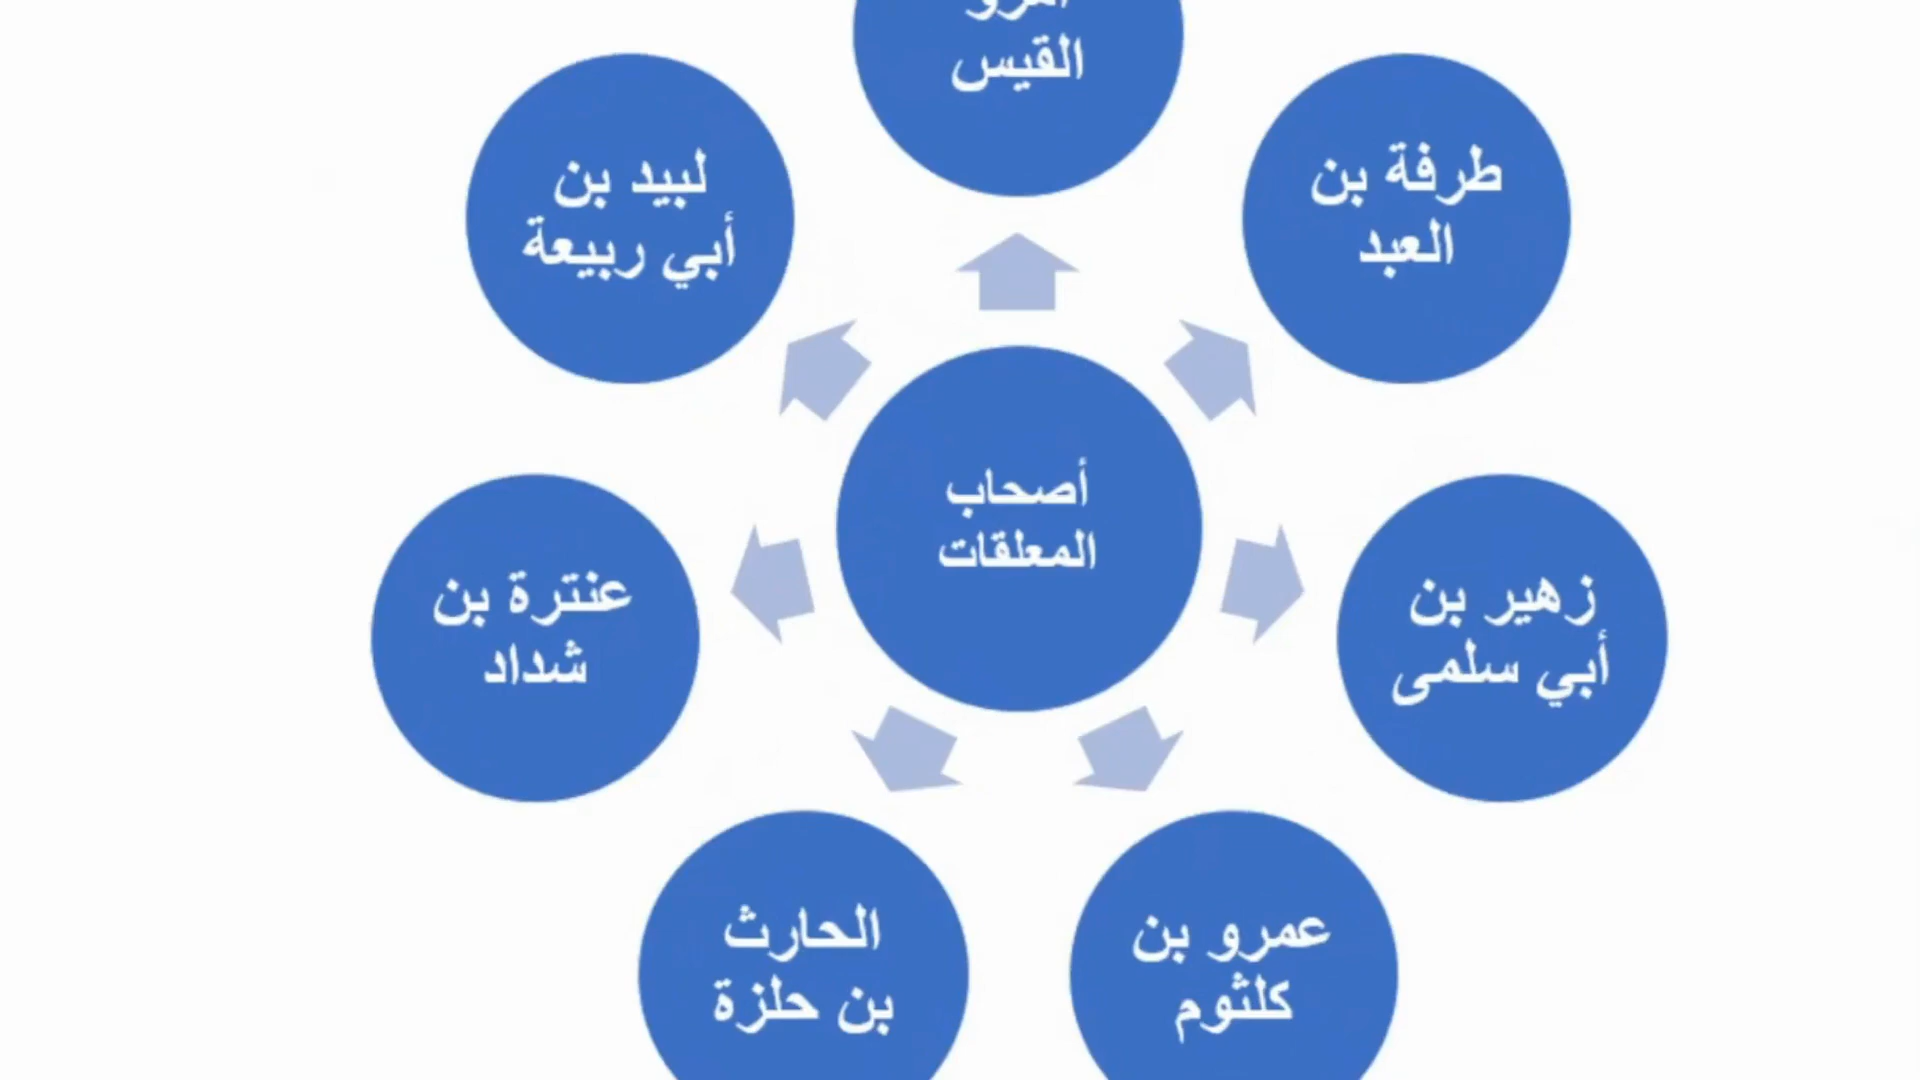 القيس
طرفة بن
العبد
زهير بن
أبي سلمى
عمرو بن
كلثوم
الحارث
بن حلزة
عنترة بن
شداد
لبيد بن
أبي ربيعة
أصحاب
المعلقات